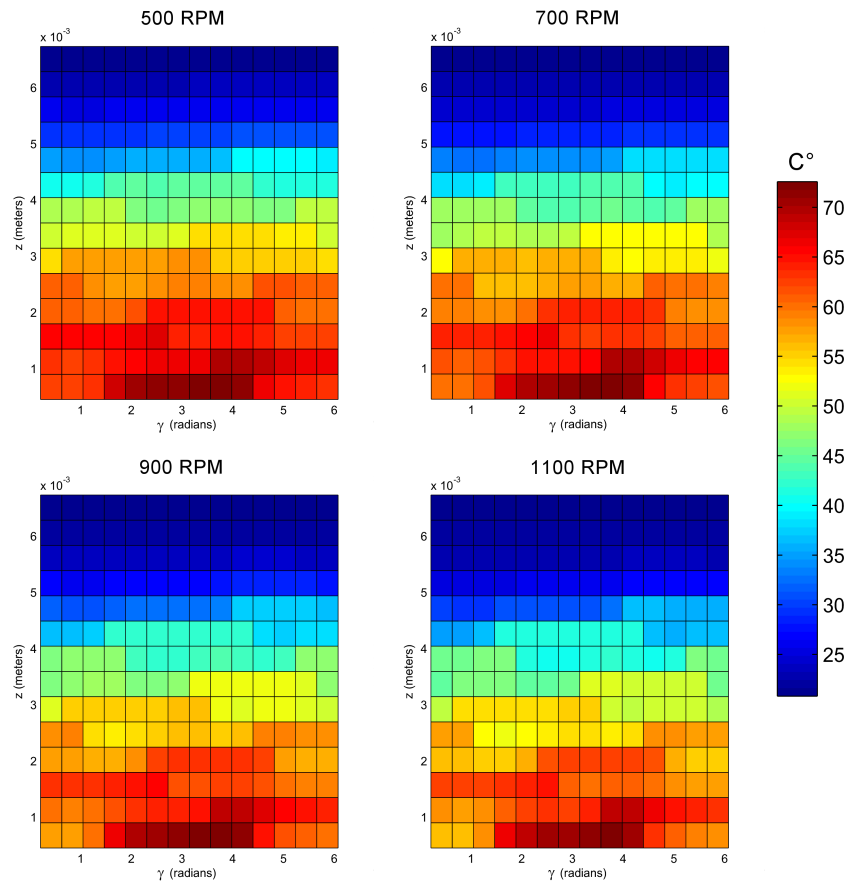 500 RPM
x 10⁻³
6
5
4
3
2
1
z (meters)
1 2 3 4 5 6
γ (radians)
700 RPM
x 10⁻³
6
5
4
3
2
1
z (meters)
1 2 3 4 5 6
γ (radians)
900 RPM
x 10⁻³
6
5
4
3
2
1
z (meters)
1 2 3 4 5 6
γ (radians)
1100 RPM
x 10⁻³
6
5
4
3
2
1
z (meters)
1 2 3 4 5 6
γ (radians)
C°
70
65
60
55
50
45
40
35
30
25